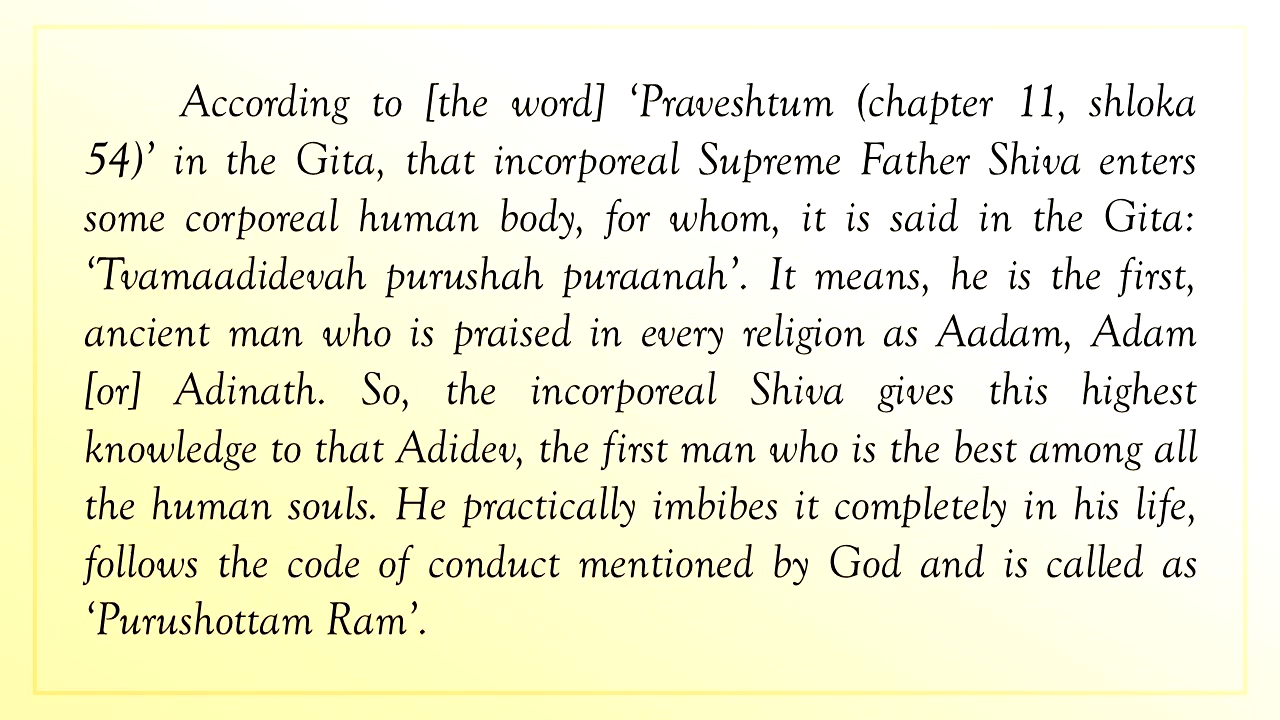 According to [the word] ‘Praveshtum (chapter 11, shloka
54)’ in the Gita, that incorporeal Supreme Father Shiva enters
some corporeal human body, for whom, it is said in the Gita:
‘Tvamaadidevah purushah puraanah’. It means, he is the first,
ancient man who is praised in every religion as Aadam, Adam
[or] Adinath. So, the incorporeal Shiva gives this highest
knowledge to that Adidev, the first man who is the best among all
the human souls. He practically imbibes it completely in his life,
follows the code of conduct mentioned by God and is called as
‘Purushottam Ram’.